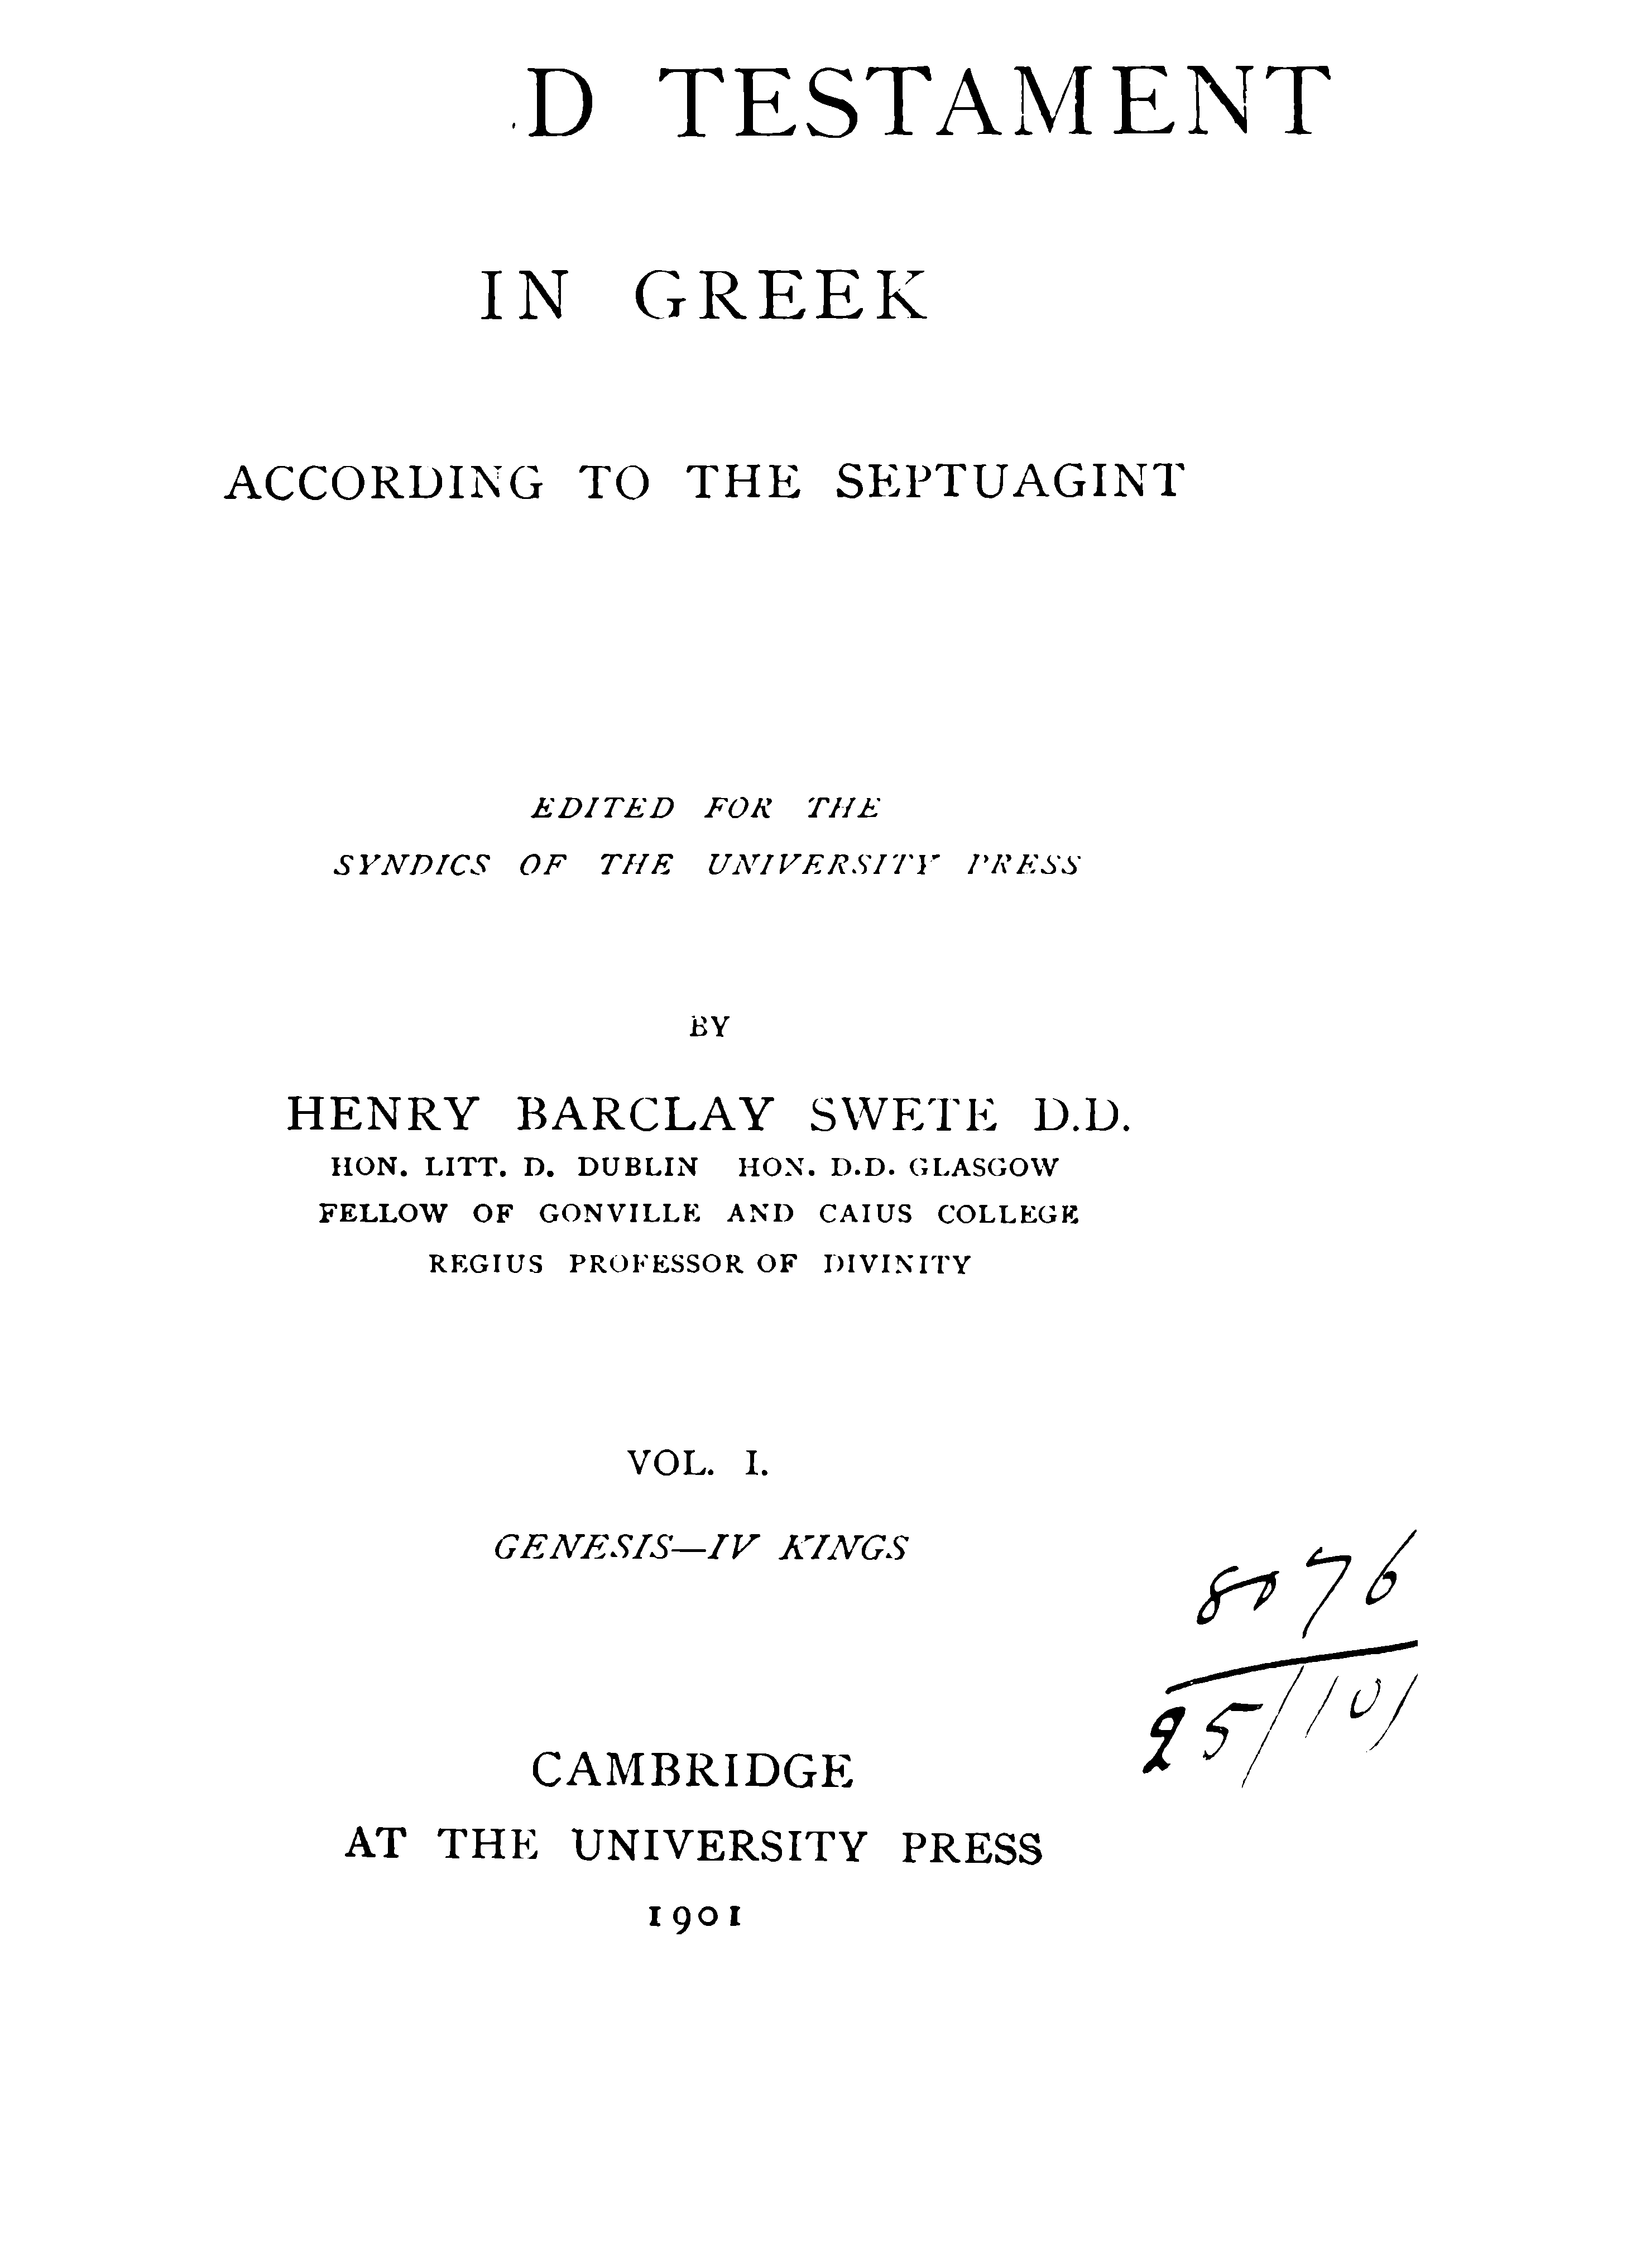 D TESTAMENT
IN GREEK
ACCORDING TO THE SEPTUAGINT
EDITED FOR THE
SYNDICS OF THE UNIVERSITY PRESS
BY
HENRY BARCLAY SWETE D.D.
HON. LITT. D. DUBLIN HON. D.D. GLASGOW
FELLOW OF GONVILLE AND CAIUS COLLEGE
REGIUS PROFESSOR OF DIVINITY
VOL. I.
GENESIS—IV KINGS
8076
25/101
CAMBRIDGE
AT THE UNIVERSITY PRESS
1901